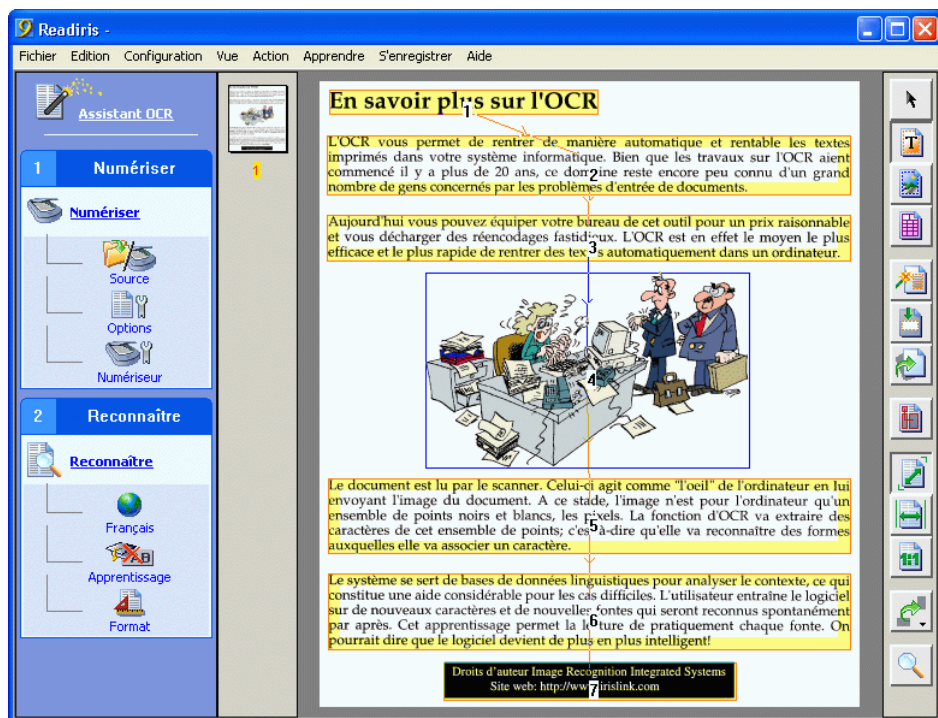 Readiris -
Fichier Edition Configuration Vue Action Apprendre S'enregistrer Aide
Assistant OCR
1 Numériser
Numériser
Source
Options
Numériseur
2 Reconnaître
Reconnaître
Français
Apprentissage
Format
1
En savoir plus sur l'OCR
1
L'OCR vous permet de rentrer de manière automatique et rentable les textes
imprimés dans votre système informatique. Bien que les travaux sur l'OCR aient
2
commencé il y a plus de 20 ans, ce domaine reste encore peu connu d'un grand
nombre de gens concernés par les problèmes d'entrée de documents.
Aujourd'hui vous pouvez équiper votre bureau de cet outil pour un prix raisonnable
et vous décharger des réencodages fastidieux. L'OCR est en effet le moyen le plus
3
efficace et le plus rapide de rentrer des textes automatiquement dans un ordinateur.
4
Le document est lu par le scanner. Celui-ci agit comme "l'oeil" de l'ordinateur en lui
envoyant l'image du document. A ce stade, l'image n'est pour l'ordinateur qu'un
ensemble de points noirs et blancs, les pixels. La fonction d'OCR va extraire des
5
caractères de cet ensemble de points; c'est-à-dire qu'elle va reconnaître des formes
auxquelles elle va associer un caractère.
Le système se sert de bases de données linguistiques pour analyser le contexte, ce qui
constitue une aide considérable pour les cas difficiles. L'utilisateur entraîne le logiciel
sur de nouveaux caractères et de nouvelles fontes qui seront reconnus spontanément
6
par après. Cet apprentissage permet la lecture de pratiquement chaque fonte. On
pourrait dire que le logiciel devient de plus en plus intelligent!
Droits d'auteur Image Recognition Integrated Systems
Site web: http://www.irislink.com
7
1:1